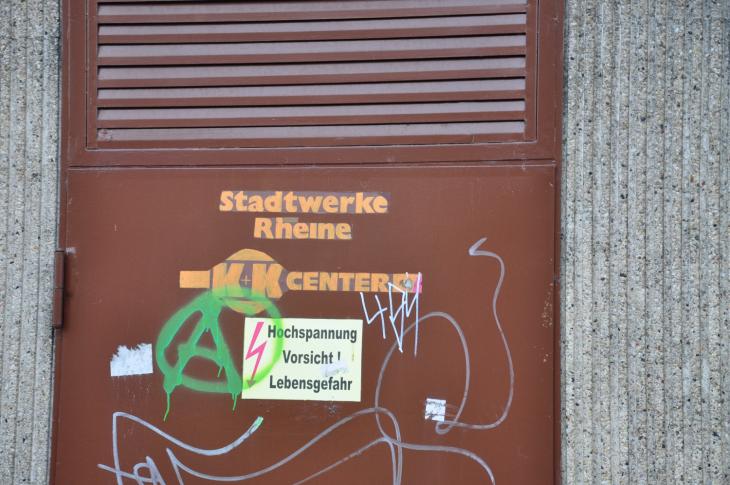 Stadtwerke
Rheine
K+K CENTER
Hochspannung
Vorsicht !
Lebensgefahr
A